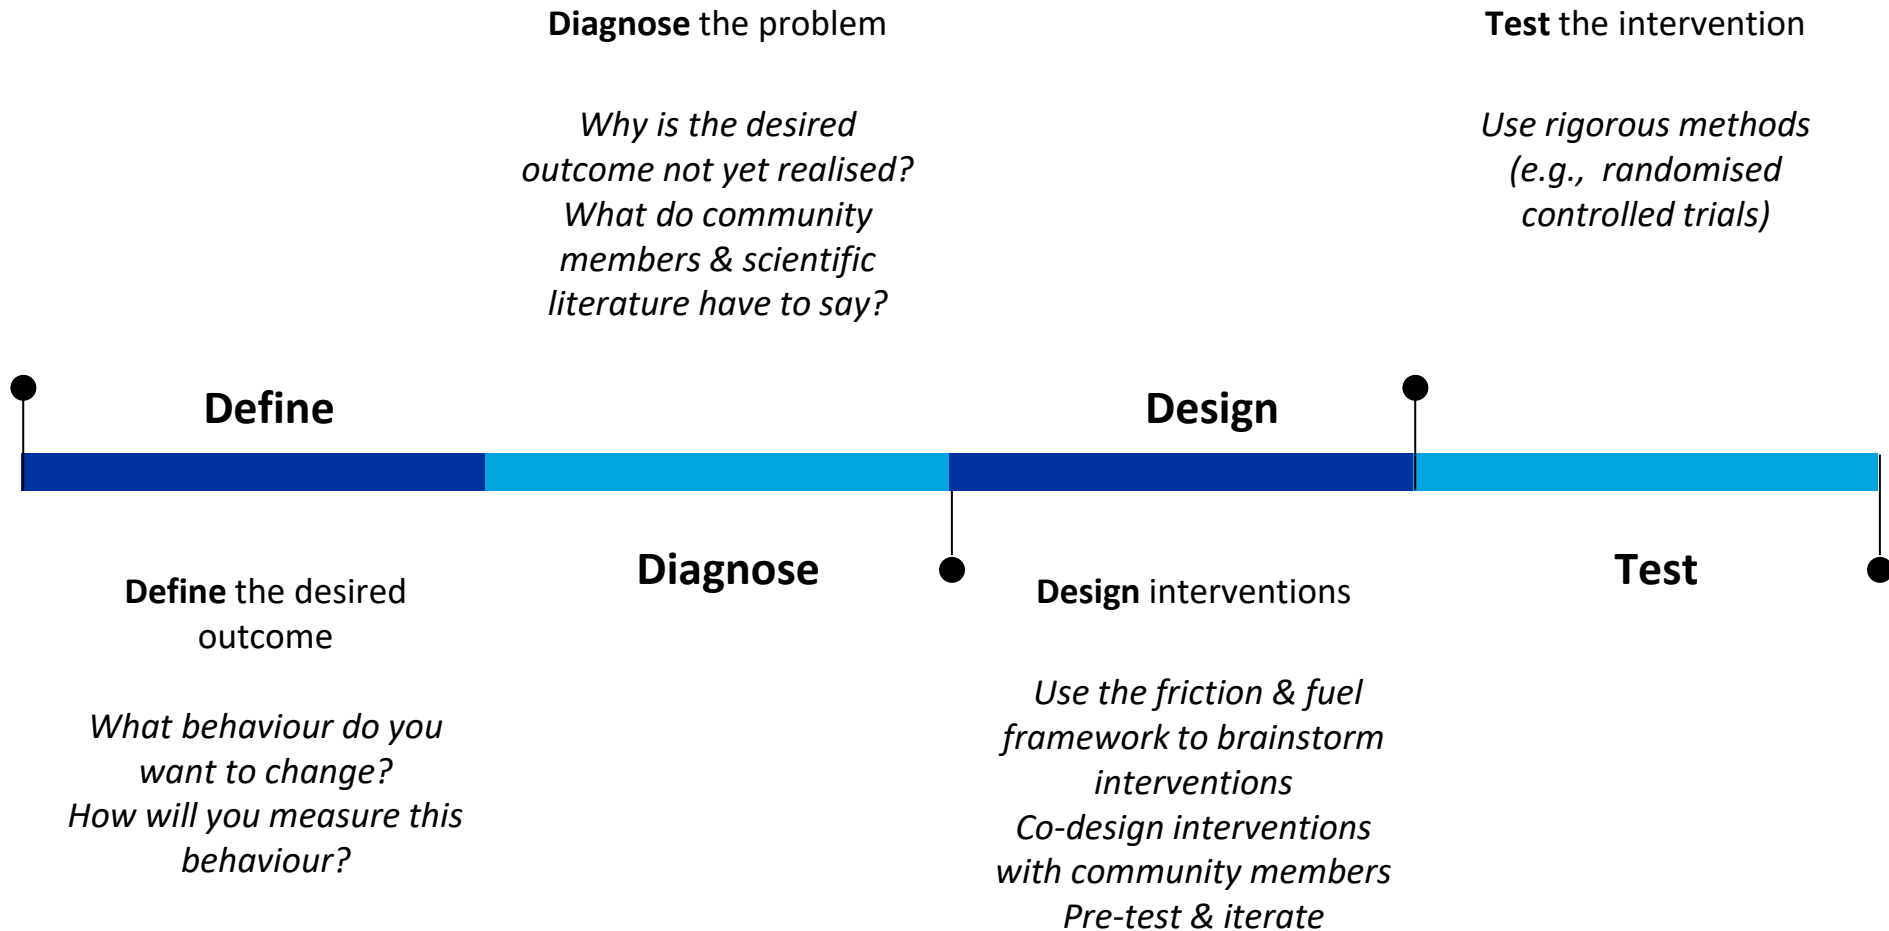 Diagnose the problem
Why is the desired
outcome not yet realised?
What do community
members & scientific
literature have to say?
Test the intervention
Use rigorous methods
(e.g., randomised
controlled trials)
Define
Design
Diagnose
Test
Define the desired
outcome
What behaviour do you
want to change?
How will you measure this
behaviour?
Design interventions
Use the friction & fuel
framework to brainstorm
interventions
Co-design interventions
with community members
Pre-test & iterate